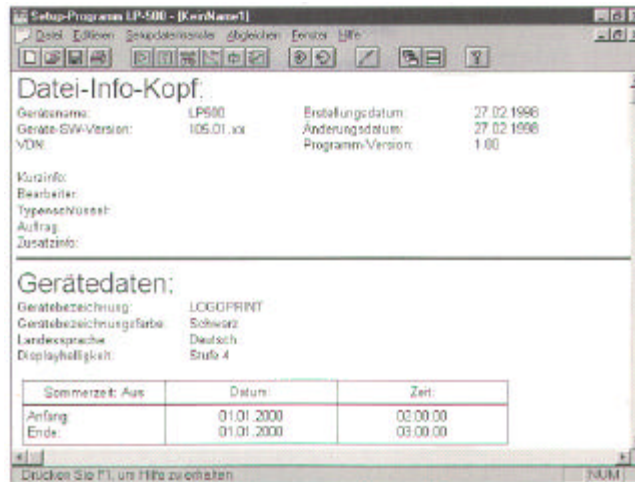 Setup-Programm LP-500 - [KeinName1]
Datei Editieren Setupdatentransfer Abgleichen Fenster Hilfe
Datei-Info-Kopf:
Gerätename: LP500 Erstellungsdatum: 27.02.1998
Geräte-SW-Version: 105.01.xx Änderungsdatum: 27.02.1998
VDN: Programm-Version: 1.00
Kurzinfo:
Bearbeiter:
Typenschlüssel:
Auftrag:
Zusatzinfo:
Gerätedaten:
Gerätebezeichnung: LOGOPRINT
Gerätebezeichnungsfarbe: Schwarz
Landessprache: Deutsch
Displayhelligkeit: Stufe 4
Sommerzeit: Aus Datum: Zeit:
Anfang: 01.01.2000 02:00:00
Ende: 01.01.2000 03:00:00
Drücken Sie F1, um Hilfe zu erhalten NUM